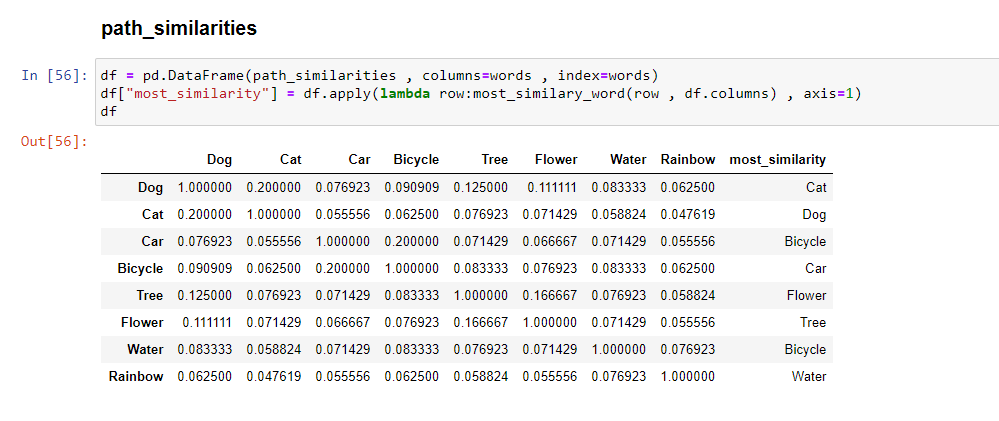 path_similarities
In [56]: df = pd.DataFrame(path_similarities , columns=words , index=words)
df["most_similarity"] = df.apply(lambda row:most_similary_word(row , df.columns) , axis=1)
df
Out[56]:
Dog Cat Car Bicycle Tree Flower Water Rainbow most_similarity
Dog 1.000000 0.200000 0.076923 0.090909 0.125000 0.111111 0.083333 0.062500 Cat
Cat 0.200000 1.000000 0.055556 0.062500 0.076923 0.071429 0.058824 0.047619 Dog
Car 0.076923 0.055556 1.000000 0.200000 0.071429 0.066667 0.071429 0.055556 Bicycle
Bicycle 0.090909 0.062500 0.200000 1.000000 0.083333 0.076923 0.083333 0.062500 Car
Tree 0.125000 0.076923 0.071429 0.083333 1.000000 0.166667 0.076923 0.058824 Flower
Flower 0.111111 0.071429 0.066667 0.076923 0.166667 1.000000 0.071429 0.055556 Tree
Water 0.083333 0.058824 0.071429 0.083333 0.076923 0.071429 1.000000 0.076923 Bicycle
Rainbow 0.062500 0.047619 0.055556 0.062500 0.058824 0.055556 0.076923 1.000000 Water